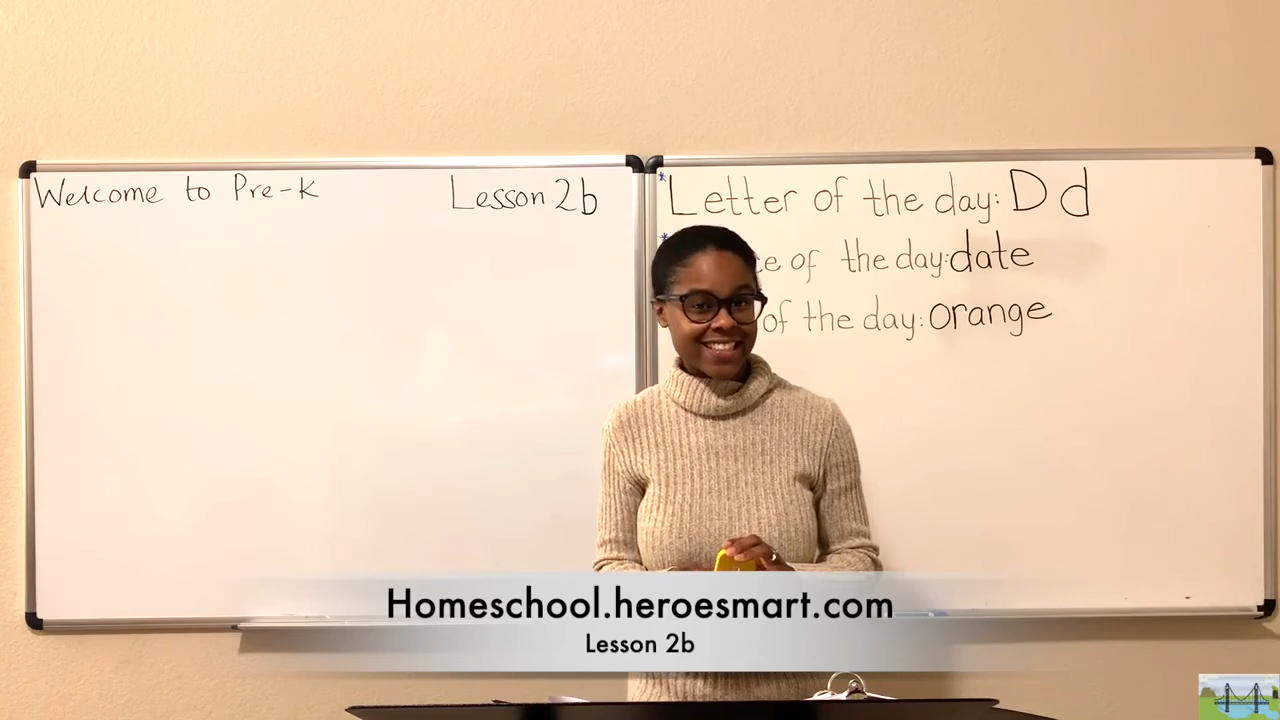 Welcome to Pre-K
Lesson 2b
* Letter of the day: D d
* of the day: date
of the day: orange
Homeschool.heroesmart.com
Lesson 2b